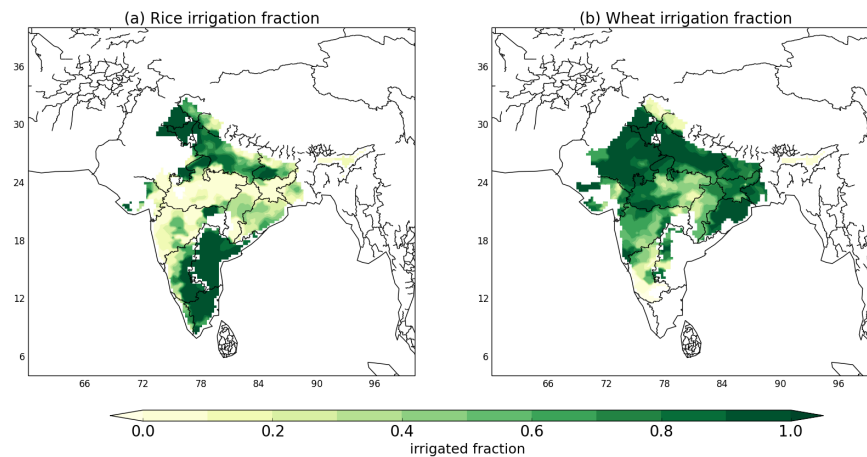 (a) Rice irrigation fraction
(b) Wheat irrigation fraction
36
30
24
18
12
6
66 72 78 84 90 96
36
30
24
18
12
6
66 72 78 84 90 96
0.0 0.2 0.4 0.6 0.8 1.0
irrigated fraction